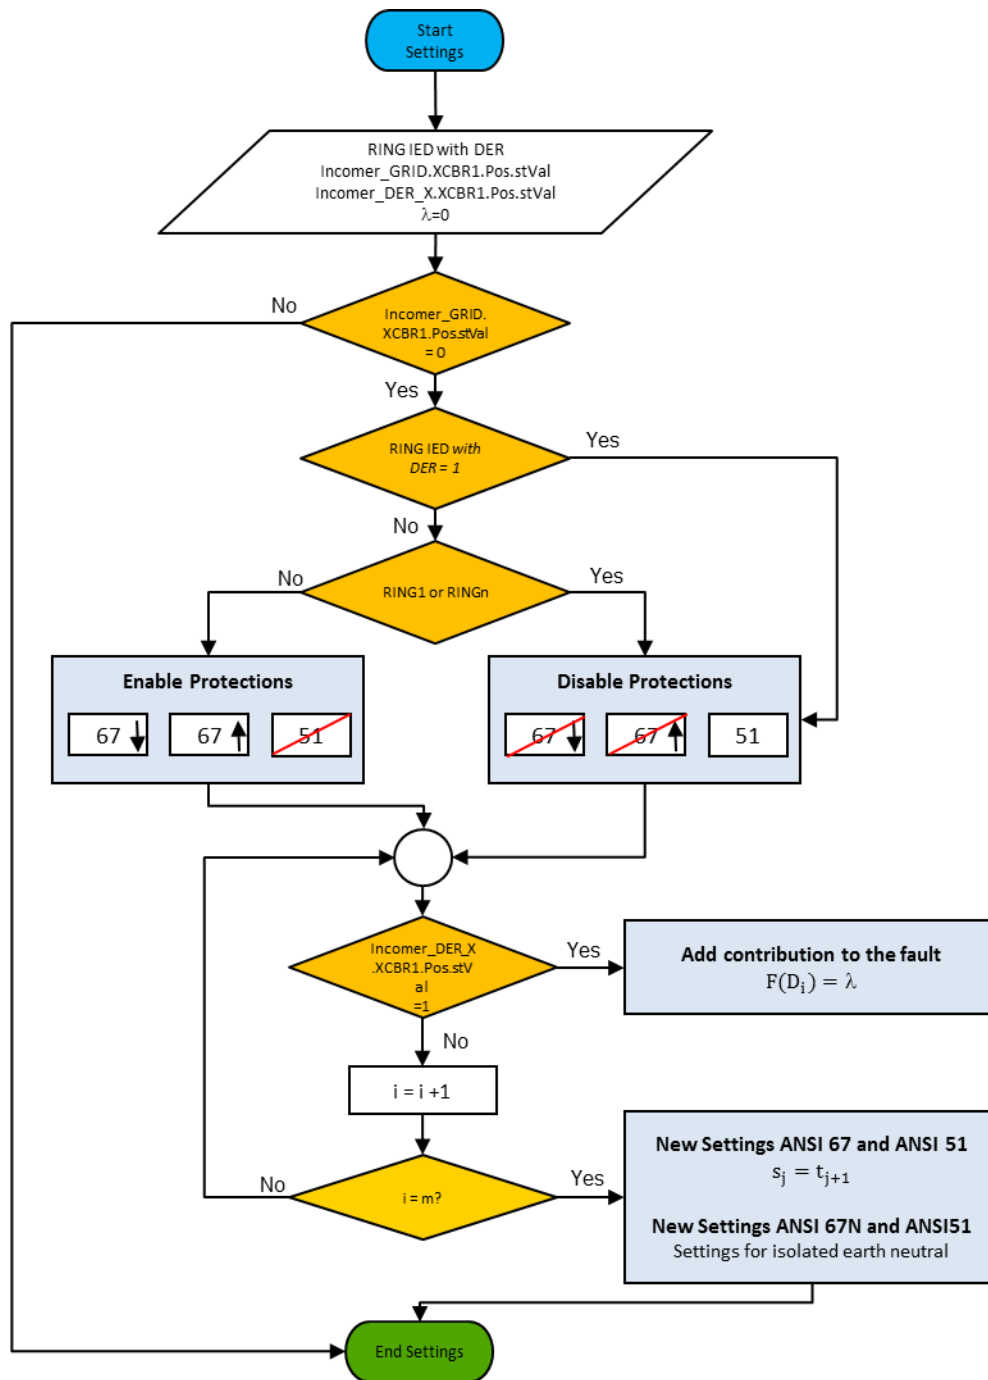 Start
Settings
RING IED with DER
Incomer_GRID.XCBR1.Pos.stVal
Incomer_DER_X.XCBR1.Pos.stVal
λ=0
No
Incomer_GRID.
XCBR1.Pos.stVal
= 0
Yes
RING IED with
DER = 1
Yes
No
No
RING1 or RINGn
Yes
Enable Protections
67
67
51
Disable Protections
67
67
51
Incomer_DER_X
.XCBR1.Pos.stV
al
=1
Yes
Add contribution to the fault
F(Di) = λ
No
i = i +1
No
i = m?
Yes
New Settings ANSI 67 and ANSI 51
sj = tj+1
New Settings ANSI 67N and ANSI51
Settings for isolated earth neutral
End Settings